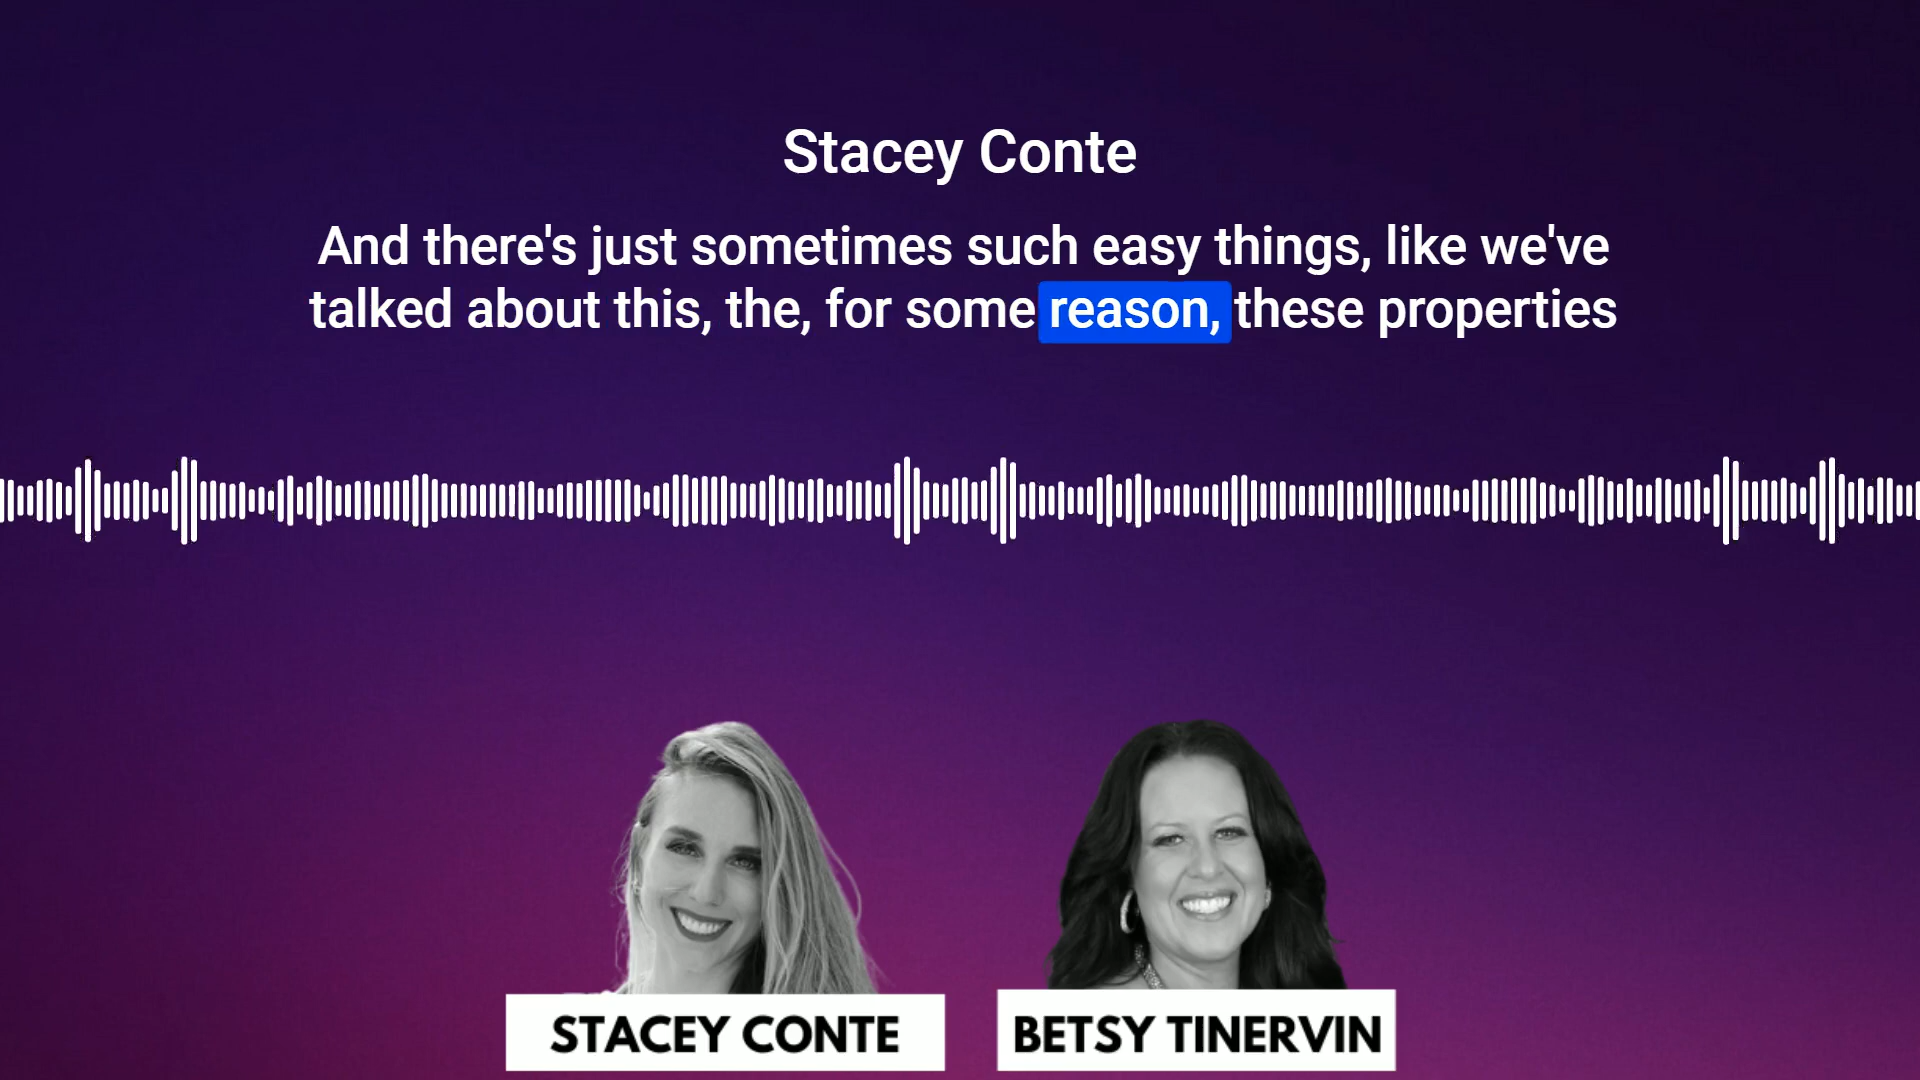 Stacey Conte
And there's just sometimes such easy things, like we've
talked about this, the, for some reason, these properties
STACEY CONTE
BETSY TINERVIN